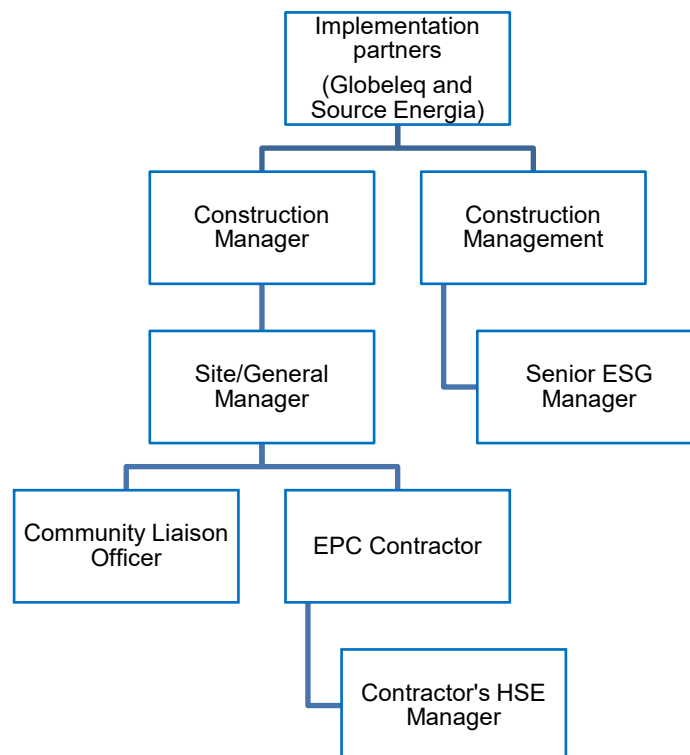 Implementation
partners
(Globeleq and
Source Energia)
Construction
Manager
Construction
Management
Site/General
Manager
Senior ESG
Manager
Community Liaison
Officer
EPC Contractor
Contractor's HSE
Manager